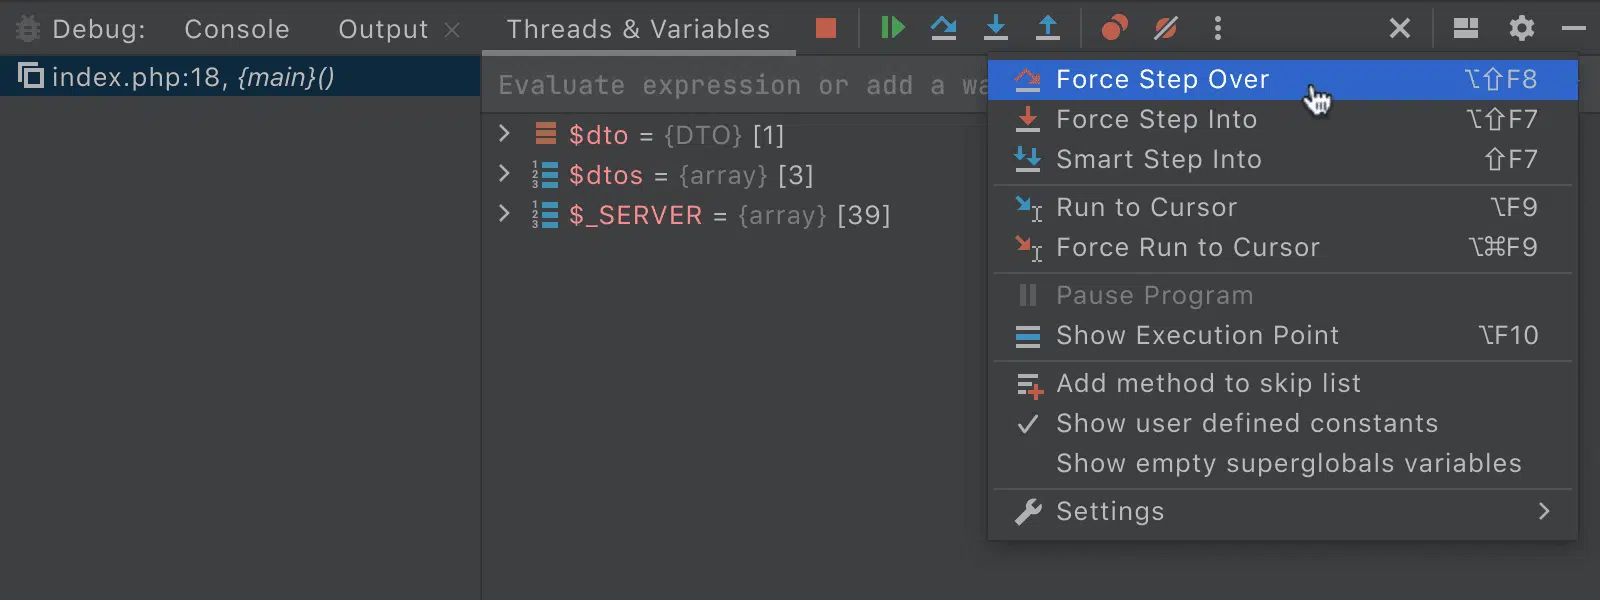 Debug: Console Output Threads & Variables
index.php:18, {main}()
Evaluate expression or add a
$dto = {DTO} [1]
$dtos = {array} [3]
$_SERVER = {array} [39]
Force Step Over ⌥⇧F8
Force Step Into ⌥⇧F7
Smart Step Into ⇧F7
Run to Cursor ⌥F9
Force Run to Cursor ⌥⌘F9
Pause Program
Show Execution Point ⌥F10
Add method to skip list
Show user defined constants
Show empty superglobals variables
Settings